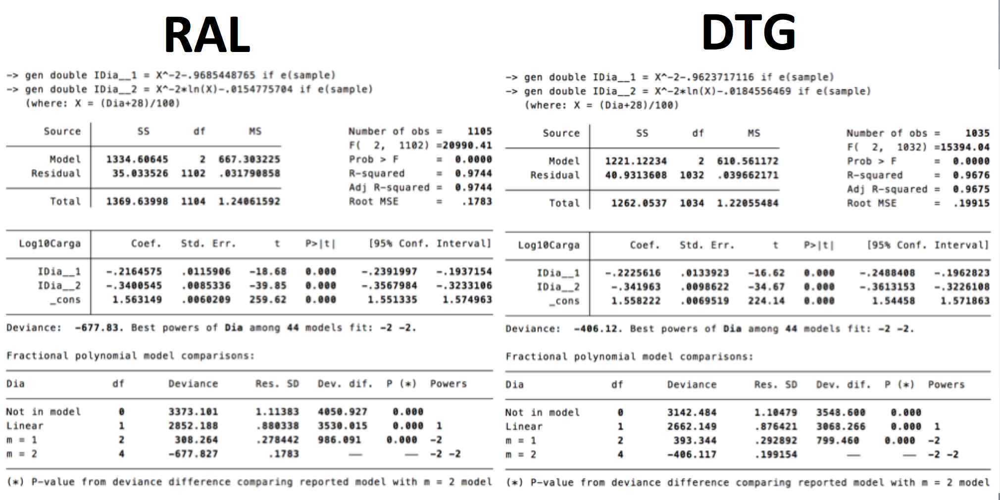 RAL
-> gen double IDia__1 = X^-2-.9685448765 if e(sample)
-> gen double IDia__2 = X^-2*ln(X)-.0154775704 if e(sample)
(where: X = (Dia+28)/100)
Source SS df MS
Model 1334.60645 2 667.303225
Residual 35.033526 1102 .031790858
Total 1369.63998 1104 1.24061592
Number of obs = 1105
F( 2, 1102) =20990.41
Prob > F = 0.0000
R-squared = 0.9744
Adj R-squared = 0.9744
Root MSE = .1783
Log10Carga Coef. Std. Err. t P>|t| [95% Conf. Interval]
IDia__1 -.2164575 .0115906 -18.68 0.000 -.2391997 -.1937154
IDia__2 -.3400545 .0085336 -39.85 0.000 -.3567984 -.3233106
_cons 1.563149 .0060209 259.62 0.000 1.551335 1.574963
Deviance: -677.83. Best powers of Dia among 44 models fit: -2 -2.
Fractional polynomial model comparisons:
Dia df Deviance Res. SD Dev. dif. P (*) Powers
Not in model 0 3373.101 1.11383 4050.927 0.000
Linear 1 2852.188 .880338 3530.015 0.000 1
m = 1 2 308.264 .278442 986.091 0.000 -2
m = 2 4 -677.827 .1783 — — -2 -2
(*) P-value from deviance difference comparing reported model with m = 2 model
DTG
-> gen double IDia__1 = X^-2-.9623717116 if e(sample)
-> gen double IDia__2 = X^-2*ln(X)-.0184556469 if e(sample)
(where: X = (Dia+28)/100)
Source SS df MS
Model 1221.12234 2 610.561172
Residual 40.9313608 1032 .039662171
Total 1262.0537 1034 1.22055484
Number of obs = 1035
F( 2, 1032) =15394.04
Prob > F = 0.0000
R-squared = 0.9676
Adj R-squared = 0.9675
Root MSE = .19915
Log10Carga Coef. Std. Err. t P>|t| [95% Conf. Interval]
IDia__1 -.2225616 .0133923 -16.62 0.000 -.2488408 -.1962823
IDia__2 -.341963 .0098622 -34.67 0.000 -.3613153 -.3226108
_cons 1.558222 .0069519 224.14 0.000 1.54458 1.571863
Deviance: -406.12. Best powers of Dia among 44 models fit: -2 -2.
Fractional polynomial model comparisons:
Dia df Deviance Res. SD Dev. dif. P (*) Powers
Not in model 0 3142.484 1.10479 3548.600 0.000
Linear 1 2662.149 .876421 3068.266 0.000 1
m = 1 2 393.344 .292892 799.460 0.000 -2
m = 2 4 -406.117 .199154 — — -2 -2
(*) P-value from deviance difference comparing reported model with m = 2 model